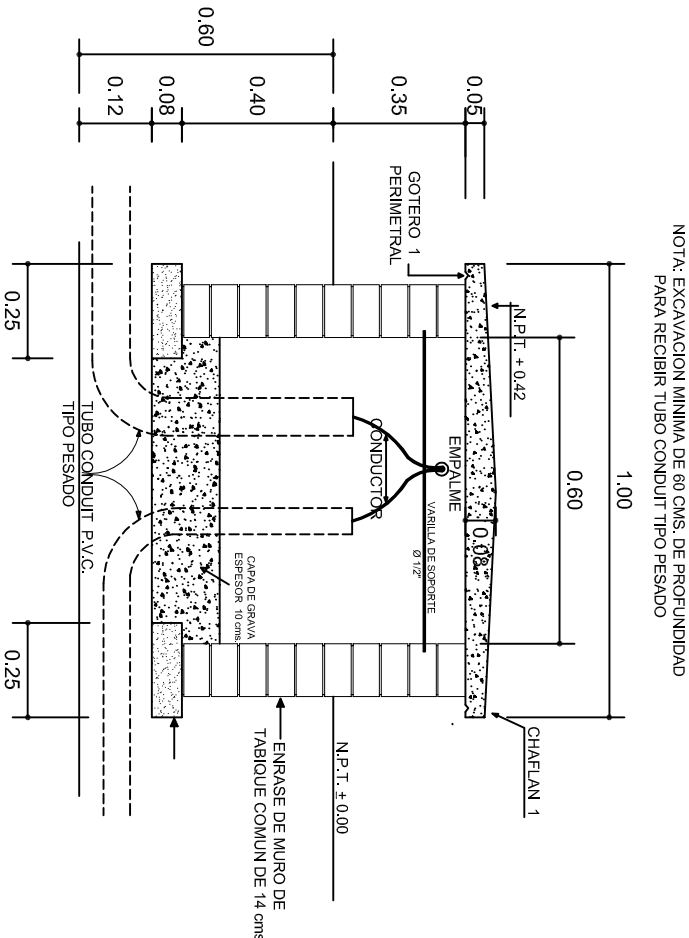 NOTA: EXCAVACION MINIMA DE 60 CMS. DE PROFUNDIDAD
PARA RECIBIR TUBO CONDUIT TIPO PESADO
1.00
0.60
N.P.T. + 0.42
CHAFLAN 1
0.08
GOTERO 1
PERIMETRAL
EMPALME
VARILLA DE SOPORTE
Ø 1/2"
CONDUCTOR
N.P.T. ± 0.00
CAPA DE GRAVA
ESPESOR 10 cms.
ENRASE DE MURO DE
TABIQUE COMUN DE 14 cms
TUBO CONDUIT P.V.C.
TIPO PESADO
0.25
0.25
0.05
0.35
0.40
0.08
0.12
0.60